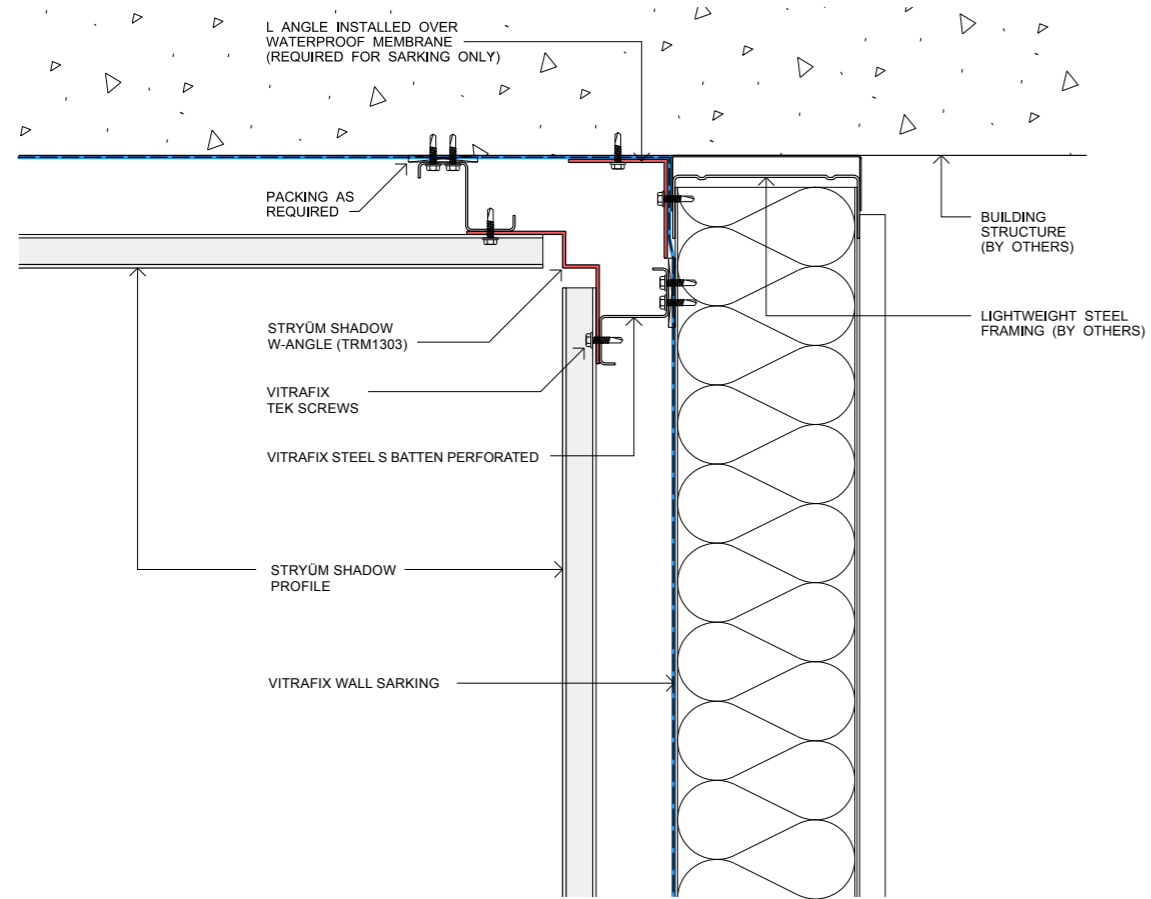 L ANGLE INSTALLED OVER
WATERPROOF MEMBRANE
(REQUIRED FOR SARKING ONLY)
PACKING AS
REQUIRED
BUILDING
STRUCTURE
(BY OTHERS)
LIGHTWEIGHT STEEL
FRAMING (BY OTHERS)
STRYÜM SHADOW
W-ANGLE (TRM1303)
VITRAFIX
TEK SCREWS
VITRAFIX STEEL S BATTEN PERFORATED
STRYÜM SHADOW
PROFILE
VITRAFIX WALL SARKING